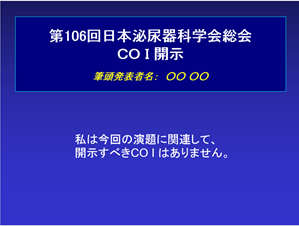 第106回日本泌尿器科学会総会
ＣＯＩ開示
筆頭発表者名： ○○ ○○
私は今回の演題に関連して、
開示すべきＣＯＩはありません。